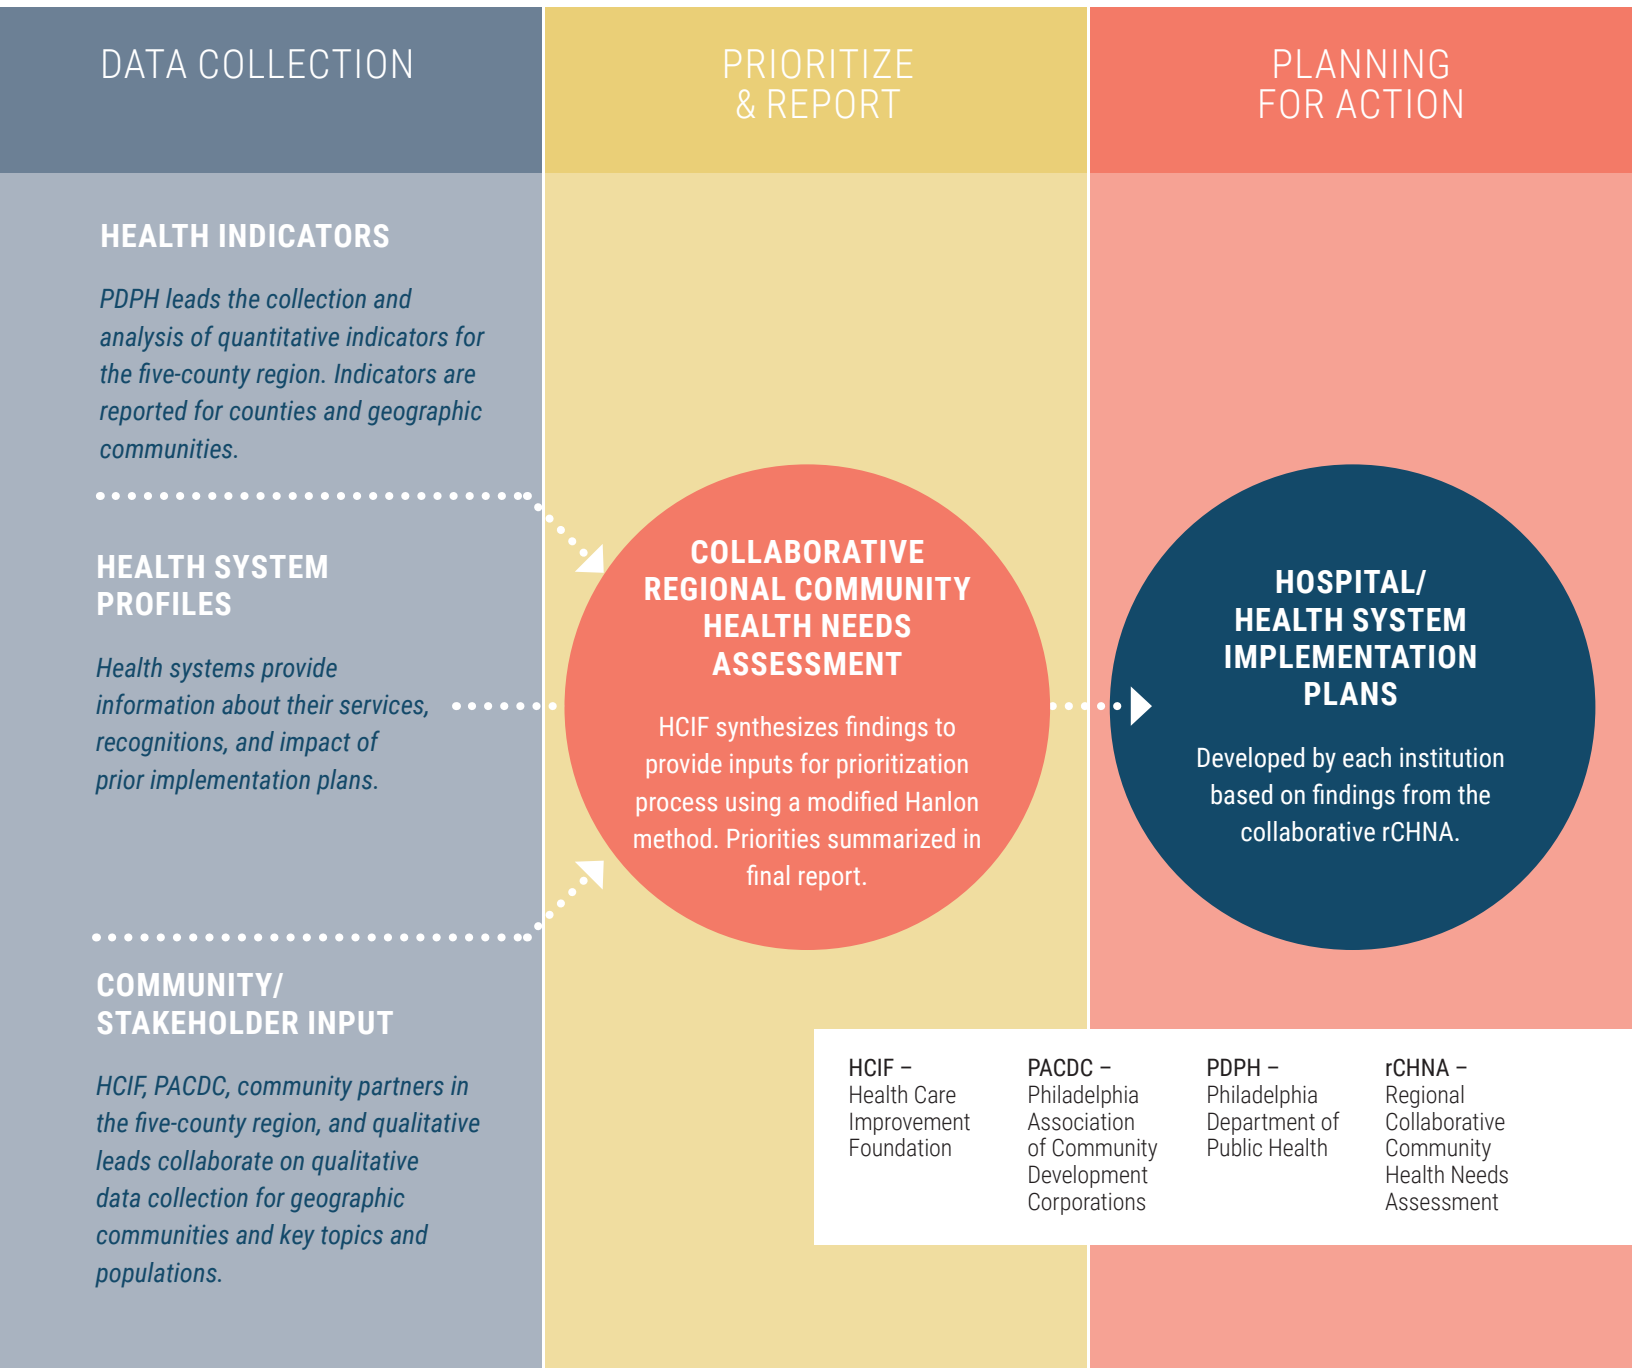 DATA COLLECTION
HEALTH INDICATORS
PDPH leads the collection and
analysis of quantitative indicators for
the five-county region. Indicators are
reported for counties and geographic
communities.
HEALTH SYSTEM
PROFILES
Health systems provide
information about their services,
recognitions, and impact of
prior implementation plans.
COMMUNITY/
STAKEHOLDER INPUT
HCIF, PACDC, community partners in
the five-county region, and qualitative
leads collaborate on qualitative
data collection for geographic
communities and key topics and
populations.
PRIORITIZE
& REPORT
COLLABORATIVE
REGIONAL COMMUNITY
HEALTH NEEDS
ASSESSMENT
HCIF synthesizes findings to
provide inputs for prioritization
process using a modified Hanlon
method. Priorities summarized in
final report.
PLANNING
FOR ACTION
HOSPITAL/
HEALTH SYSTEM
IMPLEMENTATION
PLANS
Developed by each institution
based on findings from the
collaborative rCHNA.
HCIF –
Health Care
Improvement
Foundation
PACDC –
Philadelphia
Association
of Community
Development
Corporations
PDPH –
Philadelphia
Department of
Public Health
rCHNA –
Regional
Collaborative
Community
Health Needs
Assessment